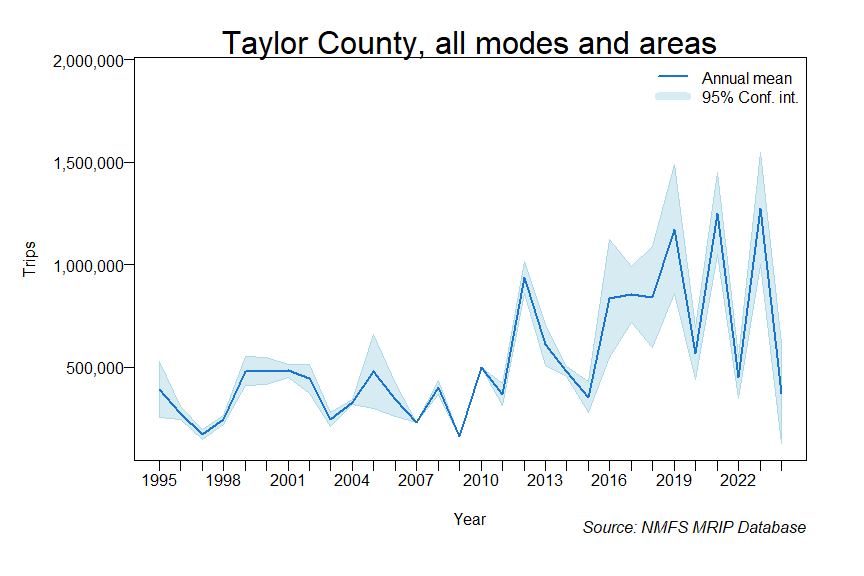 Taylor County, all modes and areas
2,000,000
1,500,000
1,000,000
500,000
Trips
Annual mean
95% Conf. int.
1995 1998 2001 2004 2007 2010 2013 2016 2019 2022
Year
Source: NMFS MRIP Database